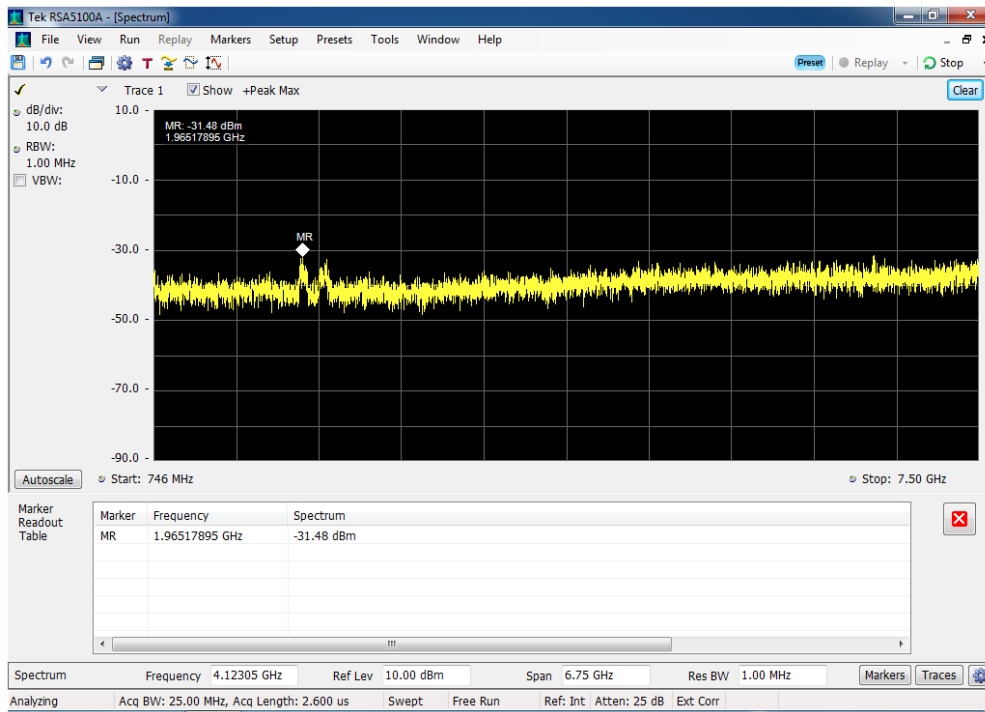 Tek RSA5100A - [Spectrum]
File View Run Replay Markers Setup Presets Tools Window Help
T Preset Replay Stop
Trace 1 Show +Peak Max Clear
dB/div:
10.0 dB
RBW:
1.00 MHz
VBW:
10.0 -
MR: -31.48 dBm
1.96517895 GHz
-10.0 -
MR
-30.0 -
-50.0 -
-70.0 -
-90.0 -
Autoscale Start: 746 MHz Stop: 7.50 GHz
Marker Readout Table
Marker Frequency Spectrum
MR 1.96517895 GHz -31.48 dBm
Spectrum Frequency 4.12305 GHz Ref Lev 10.00 dBm Span 6.75 GHz Res BW 1.00 MHz Markers Traces
Analyzing Acq BW: 25.00 MHz, Acq Length: 2.600 us Swept Free Run Ref: Int Atten: 25 dB Ext Corr